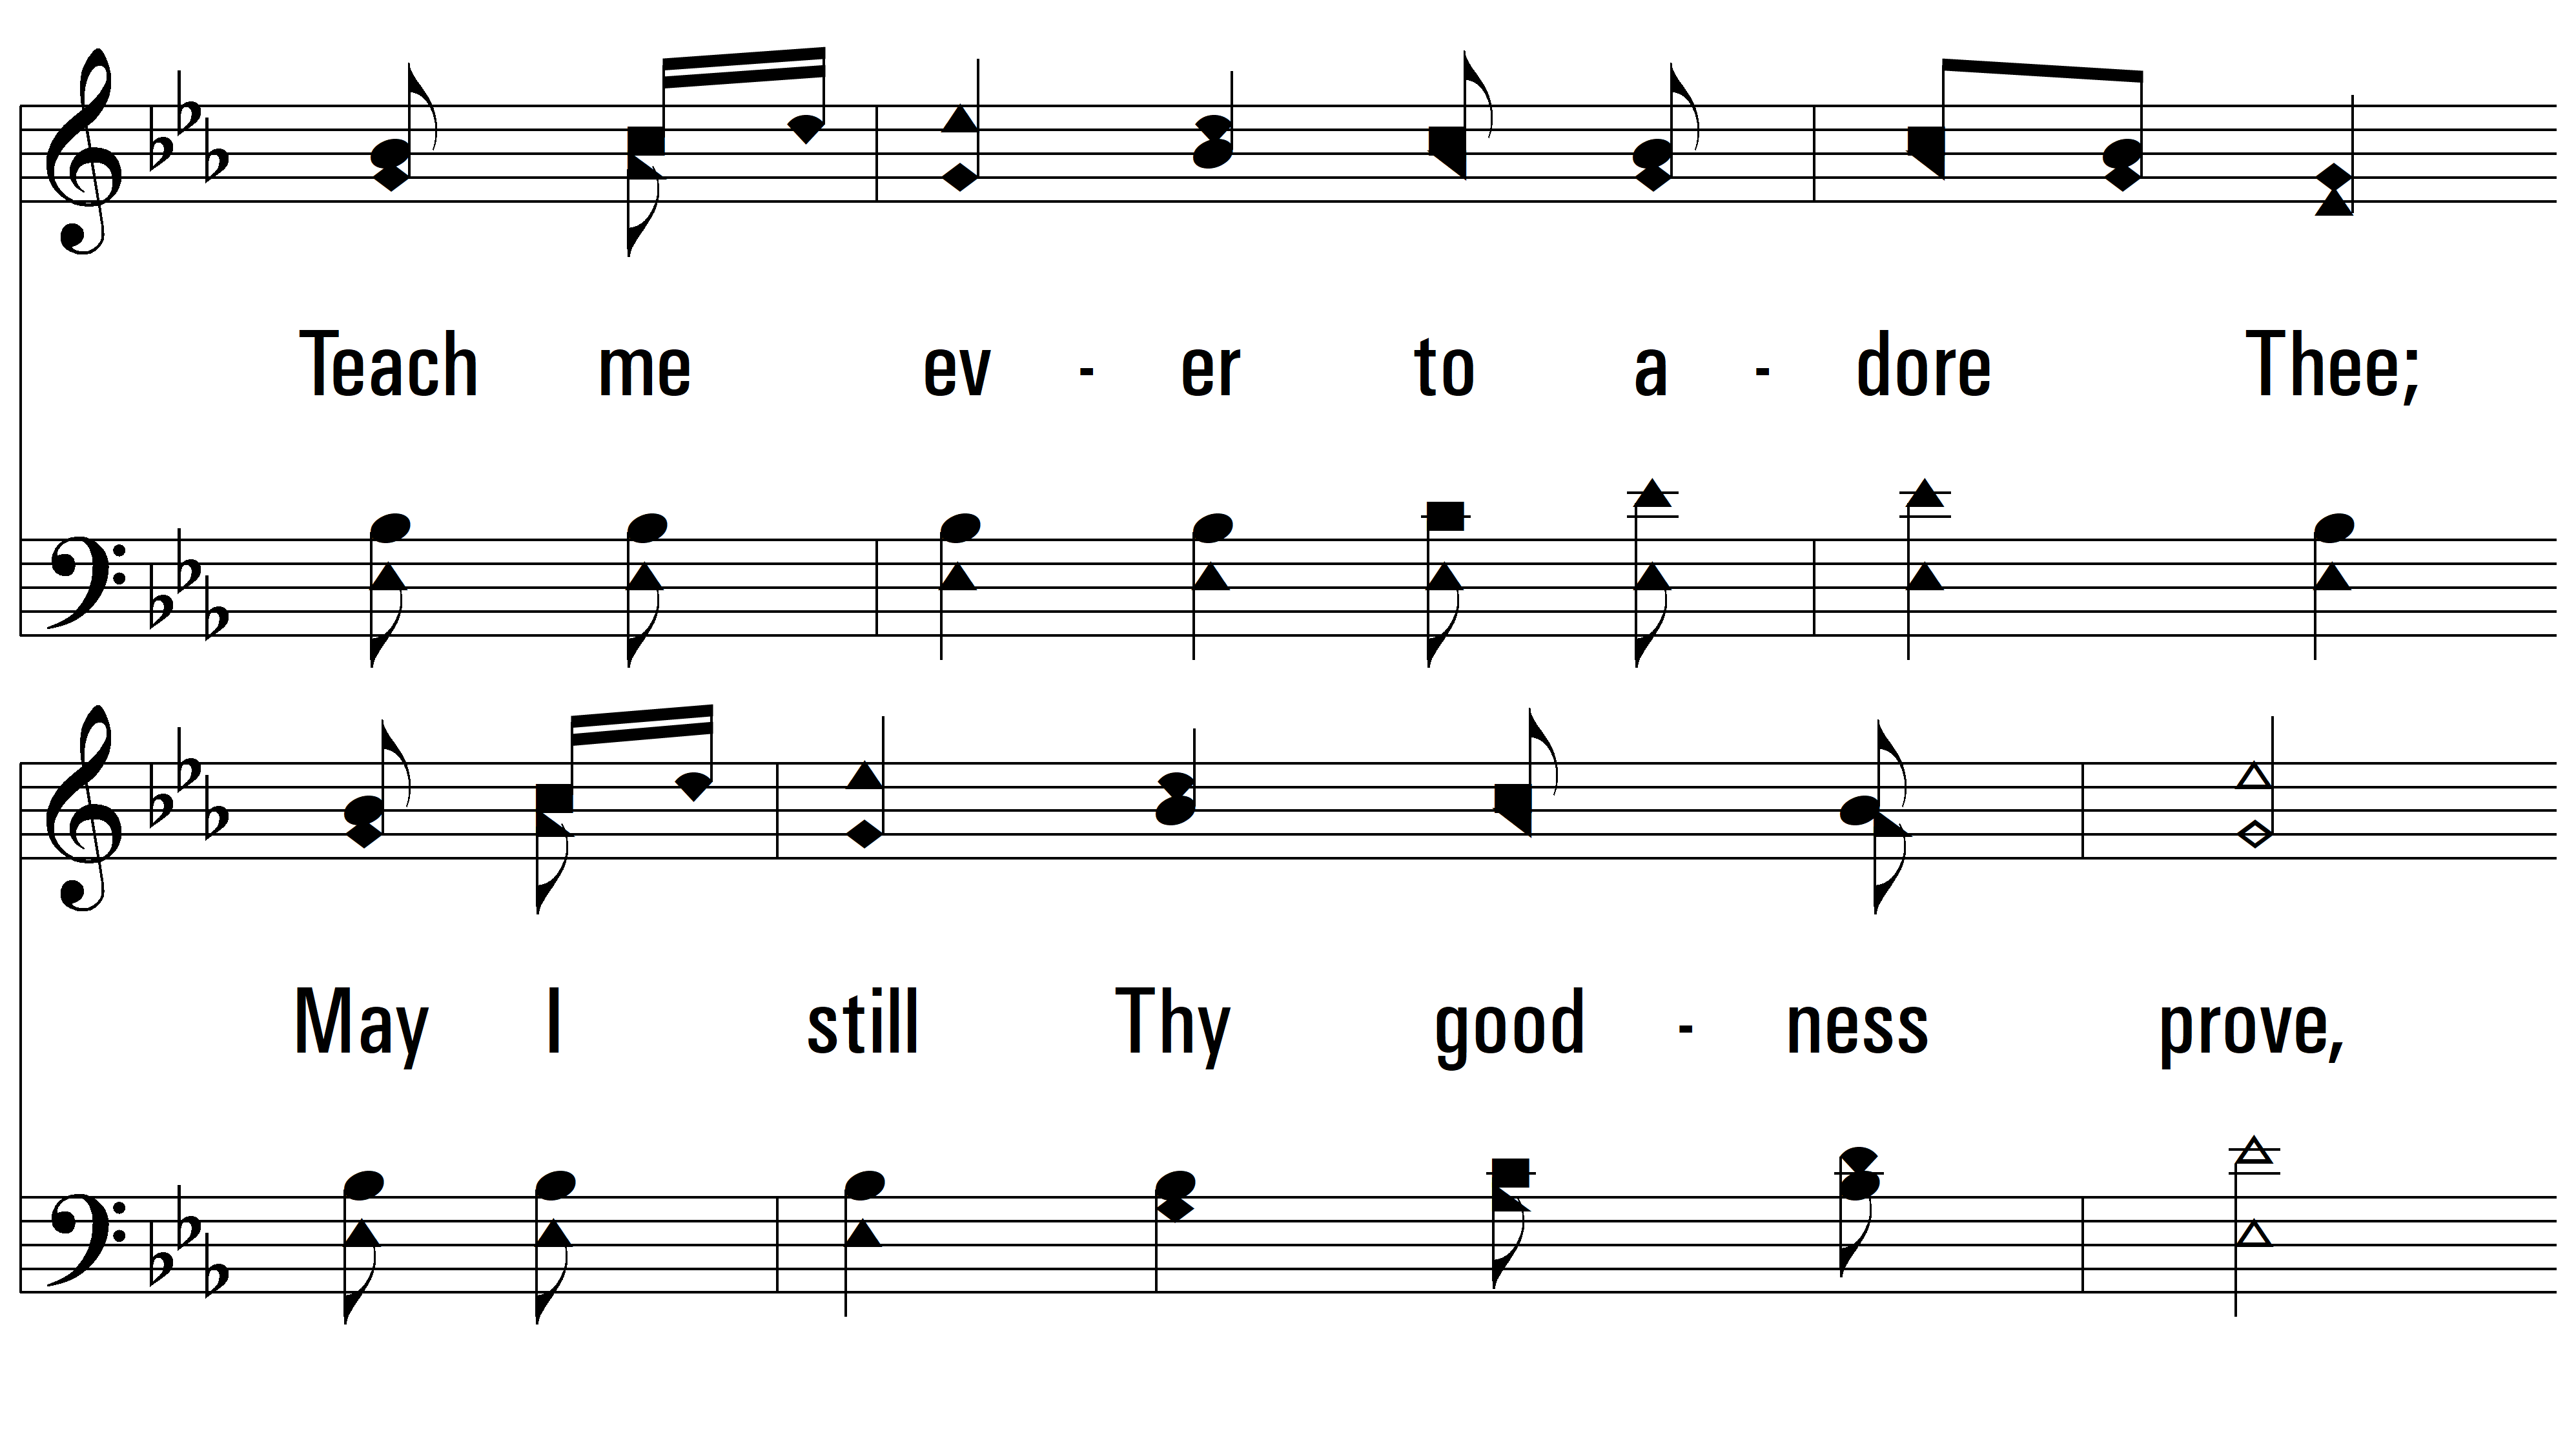 Teach me ev - er to a - dore Thee;
May I still Thy good - ness prove,